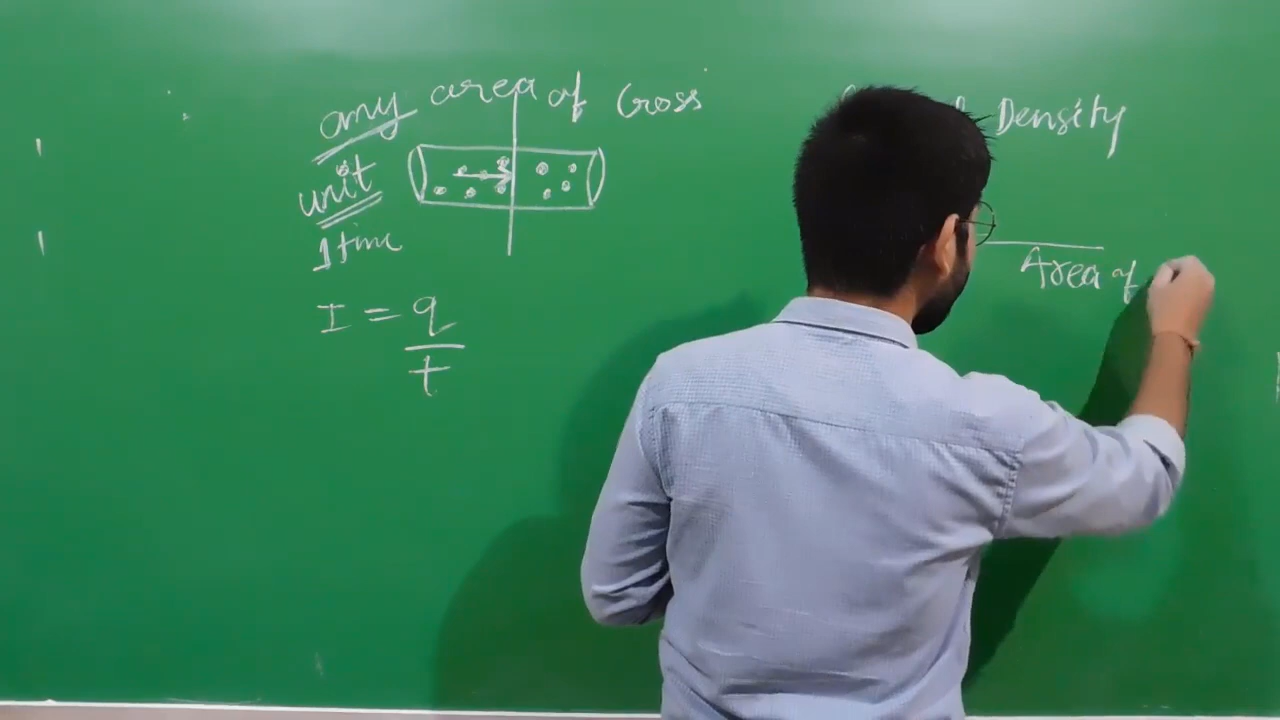 any area of Cross
unit
1 time
I = q
t
Density
Area of